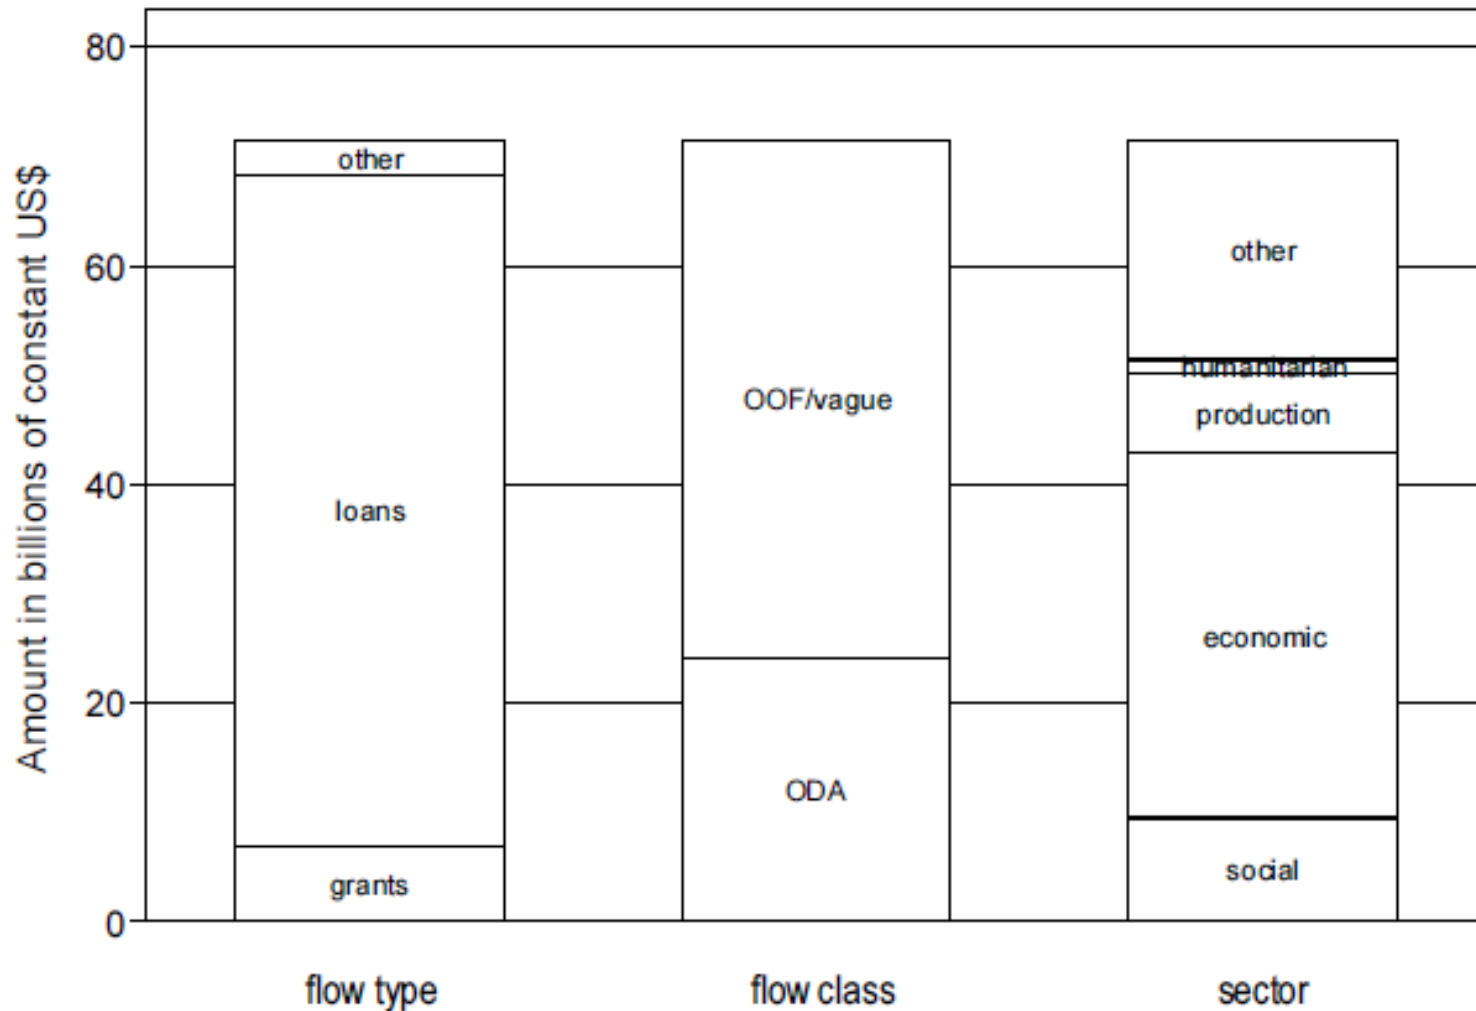 Amount in billions of constant US$
80
60
40
20
0
other
loans
grants
OOF/vague
ODA
other
humanitarian
production
economic
social
flow type
flow class
sector